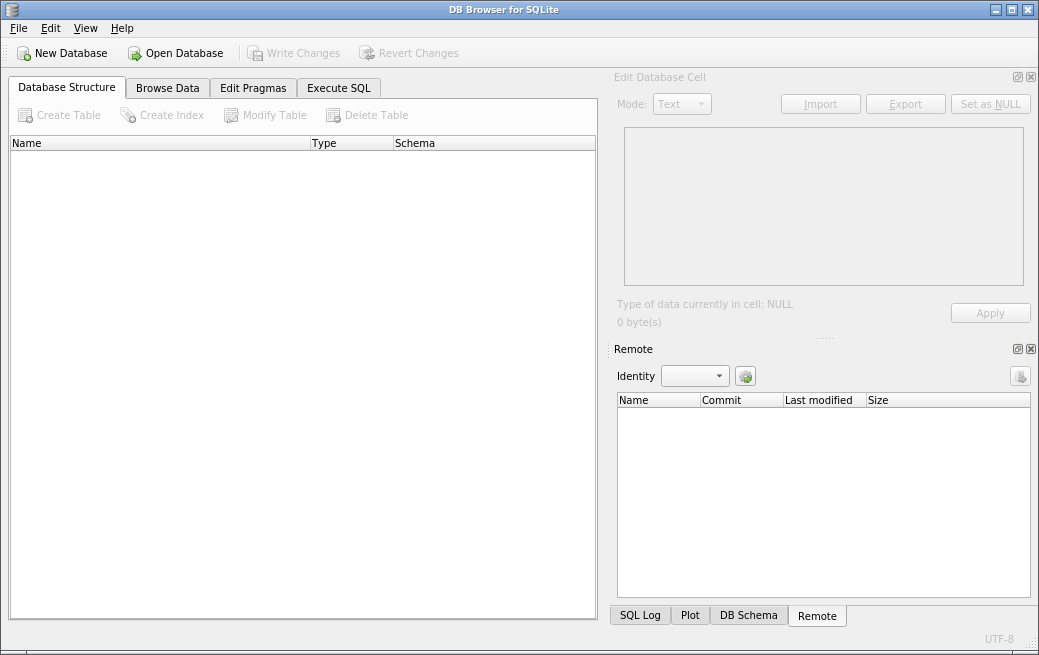 DB Browser for SQLite
File Edit View Help
New Database Open Database Write Changes Revert Changes
Database Structure Browse Data Edit Pragmas Execute SQL
Create Table Create Index Modify Table Delete Table
Name Type Schema
Edit Database Cell
Mode: Text Import Export Set as NULL
Type of data currently in cell: NULL
0 byte(s)
Apply
Remote
Identity
Name Commit Last modified Size
SQL Log Plot DB Schema Remote
UTF-8